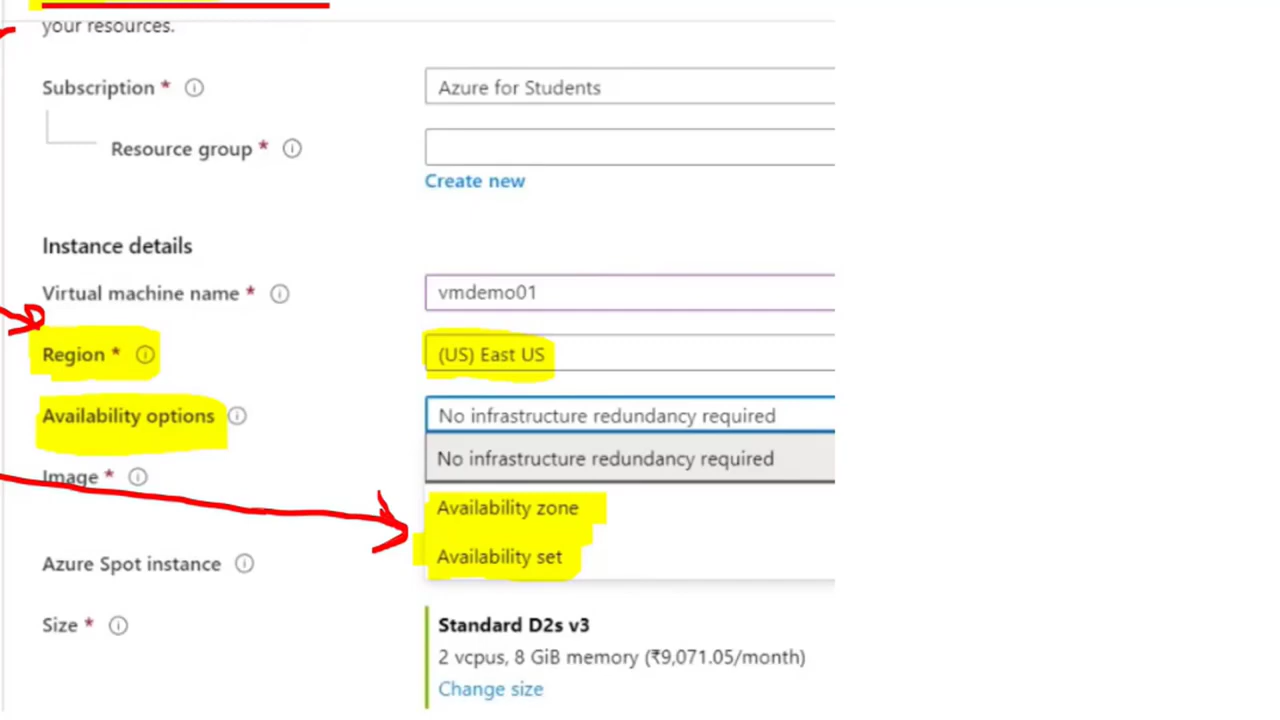 your resources.
Subscription * Azure for Students
Resource group *
Create new
Instance details
Virtual machine name * vmdemo01
Region * (US) East US
Availability options No infrastructure redundancy required
No infrastructure redundancy required
Image *
Availability zone
Availability set
Azure Spot instance
Size * Standard D2s v3
2 vcpus, 8 GiB memory (₹9,071.05/month)
Change size